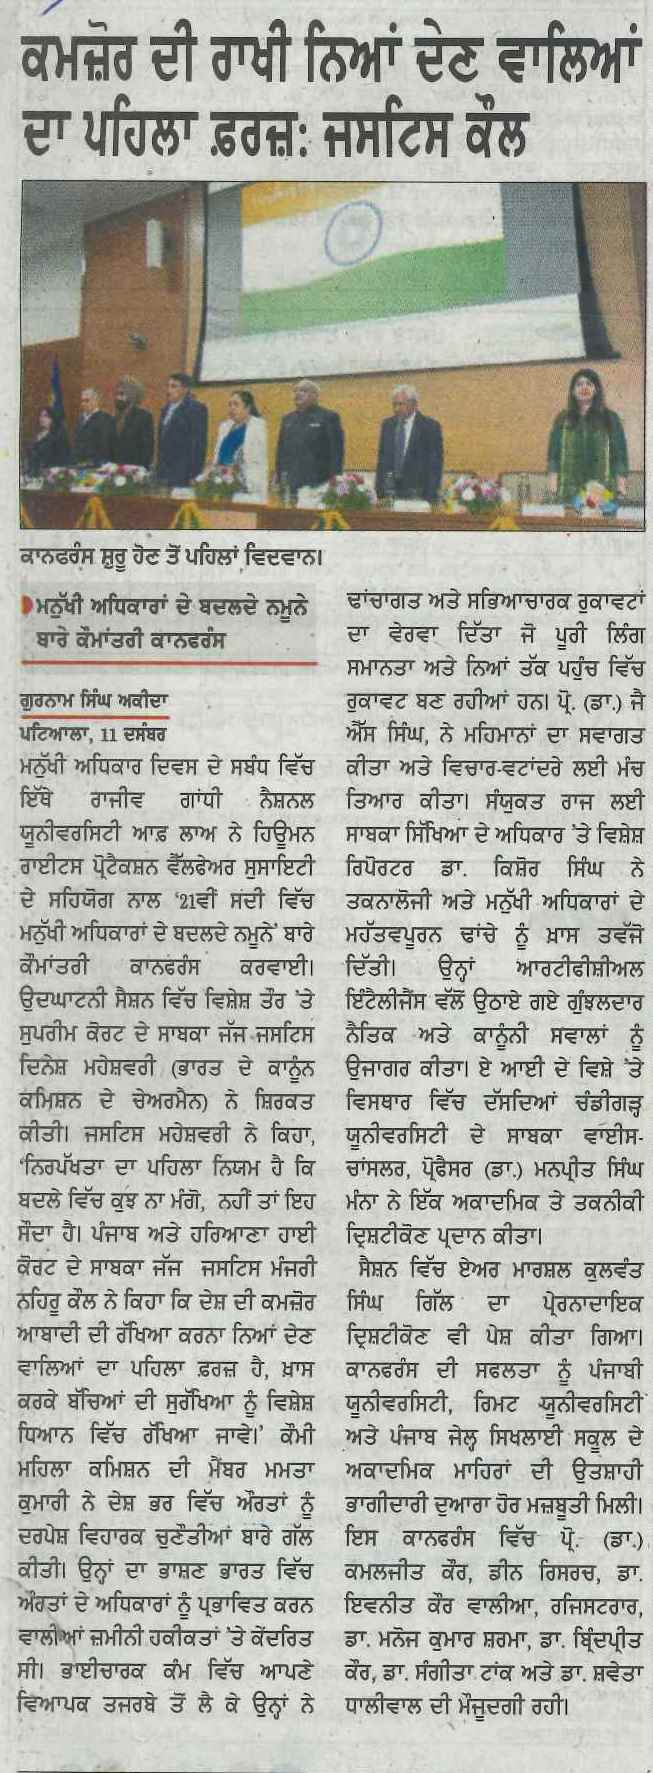 ਕਮਜ਼ੋਰ ਦੀ ਰਾਖੀ ਨਿਆਂ ਦੇਣ ਵਾਲਿਆਂ
ਦਾ ਪਹਿਲਾ ਫ਼ਰਜ਼: ਜਸਟਿਸ ਕੌਲ
ਕਾਨਫਰੰਸ ਸ਼ੁਰੂ ਹੋਣ ਤੋਂ ਪਹਿਲਾਂ ਵਿਦਵਾਨ।
ਮਨੁੱਖੀ ਅਧਿਕਾਰਾਂ ਦੇ ਬਦਲਦੇ ਨਮੂਨੇ
ਬਾਰੇ ਕੌਮਾਂਤਰੀ ਕਾਨਫਰੰਸ
ਗੁਰਨਾਮ ਸਿੰਘ ਅਕੀਦਾ
ਪਟਿਆਲਾ, 11 ਦਸੰਬਰ
ਮਨੁੱਖੀ ਅਧਿਕਾਰ ਦਿਵਸ ਦੇ ਸਬੰਧ ਵਿੱਚ
ਇੱਥੇ ਰਾਜੀਵ ਗਾਂਧੀ ਨੈਸ਼ਨਲ
ਯੂਨੀਵਰਸਿਟੀ ਆਫ਼ ਲਾਅ ਨੇ ਹਿਊਮਨ
ਰਾਈਟਸ ਪ੍ਰੋਟੈਕਸ਼ਨ ਵੈੱਲਫੇਅਰ ਸੁਸਾਇਟੀ
ਦੇ ਸਹਿਯੋਗ ਨਾਲ ‘21ਵੀਂ ਸਦੀ ਵਿੱਚ
ਮਨੁੱਖੀ ਅਧਿਕਾਰਾਂ ਦੇ ਬਦਲਦੇ ਨਮੂਨੇ’ ਬਾਰੇ
ਕੌਮਾਂਤਰੀ ਕਾਨਫਰੰਸ ਕਰਵਾਈ।
ਉਦਘਾਟਨੀ ਸੈਸ਼ਨ ਵਿੱਚ ਵਿਸ਼ੇਸ਼ ਤੌਰ ’ਤੇ
ਸੁਪਰੀਮ ਕੋਰਟ ਦੇ ਸਾਬਕਾ ਜੱਜ ਜਸਟਿਸ
ਦਿਨੇਸ਼ ਮਹੇਸ਼ਵਰੀ (ਭਾਰਤ ਦੇ ਕਾਨੂੰਨ
ਕਮਿਸ਼ਨ ਦੇ ਚੇਅਰਮੈਨ) ਨੇ ਸ਼ਿਰਕਤ
ਕੀਤੀ। ਜਸਟਿਸ ਮਹੇਸ਼ਵਰੀ ਨੇ ਕਿਹਾ,
‘ਨਿਰਪੱਖਤਾ ਦਾ ਪਹਿਲਾ ਨਿਯਮ ਹੈ ਕਿ
ਬਦਲੇ ਵਿੱਚ ਕੁਝ ਨਾ ਮੰਗੋ, ਨਹੀਂ ਤਾਂ ਇਹ
ਸੌਦਾ ਹੈ। ਪੰਜਾਬ ਅਤੇ ਹਰਿਆਣਾ ਹਾਈ
ਕੋਰਟ ਦੇ ਸਾਬਕਾ ਜੱਜ ਜਸਟਿਸ ਮੰਜਰੀ
ਨਹਿਰੂ ਕੌਲ ਨੇ ਕਿਹਾ ਕਿ ਦੇਸ਼ ਦੀ ਕਮਜ਼ੋਰ
ਆਬਾਦੀ ਦੀ ਰੱਖਿਆ ਕਰਨਾ ਨਿਆਂ ਦੇਣ
ਵਾਲਿਆਂ ਦਾ ਪਹਿਲਾ ਫ਼ਰਜ਼ ਹੈ, ਖ਼ਾਸ
ਕਰਕੇ ਬੱਚਿਆਂ ਦੀ ਸੁਰੱਖਿਆ ਨੂੰ ਵਿਸ਼ੇਸ਼
ਧਿਆਨ ਵਿੱਚ ਰੱਖਿਆ ਜਾਵੇ।’ ਕੌਮੀ
ਮਹਿਲਾ ਕਮਿਸ਼ਨ ਦੀ ਮੈਂਬਰ ਮਮਤਾ
ਕੁਮਾਰੀ ਨੇ ਦੇਸ਼ ਭਰ ਵਿੱਚ ਔਰਤਾਂ ਨੂੰ
ਦਰਪੇਸ਼ ਵਿਹਾਰਕ ਚੁਣੌਤੀਆਂ ਬਾਰੇ ਗੱਲ
ਕੀਤੀ। ਉਨ੍ਹਾਂ ਦਾ ਭਾਸ਼ਣ ਭਾਰਤ ਵਿੱਚ
ਔਰਤਾਂ ਦੇ ਅਧਿਕਾਰਾਂ ਨੂੰ ਪ੍ਰਭਾਵਿਤ ਕਰਨ
ਵਾਲੀਆਂ ਜ਼ਮੀਨੀ ਹਕੀਕਤਾਂ ’ਤੇ ਕੇਂਦਰਿਤ
ਸੀ। ਭਾਈਚਾਰਕ ਕੰਮ ਵਿੱਚ ਆਪਣੇ
ਵਿਆਪਕ ਤਜਰਬੇ ਤੋਂ ਲੈ ਕੇ ਉਨ੍ਹਾਂ ਨੇ
ਢਾਂਚਾਗਤ ਅਤੇ ਸਭਿਆਚਾਰਕ ਰੁਕਾਵਟਾਂ
ਦਾ ਵੇਰਵਾ ਦਿੱਤਾ ਜੋ ਪੂਰੀ ਲਿੰਗ
ਸਮਾਨਤਾ ਅਤੇ ਨਿਆਂ ਤੱਕ ਪਹੁੰਚ ਵਿੱਚ
ਰੁਕਾਵਟ ਬਣ ਰਹੀਆਂ ਹਨ। ਪ੍ਰੋ. (ਡਾ.) ਜੈ
ਐੱਸ ਸਿੰਘ, ਨੇ ਮਹਿਮਾਨਾਂ ਦਾ ਸਵਾਗਤ
ਕੀਤਾ ਅਤੇ ਵਿਚਾਰ-ਵਟਾਂਦਰੇ ਲਈ ਮੰਚ
ਤਿਆਰ ਕੀਤਾ। ਸੰਯੁਕਤ ਰਾਜ ਲਈ
ਸਾਬਕਾ ਸਿੱਖਿਆ ਦੇ ਅਧਿਕਾਰ ’ਤੇ ਵਿਸ਼ੇਸ਼
ਰਿਪੋਰਟਰ ਡਾ. ਕਿਸ਼ੋਰ ਸਿੰਘ ਨੇ
ਤਕਨਾਲੋਜੀ ਅਤੇ ਮਨੁੱਖੀ ਅਧਿਕਾਰਾਂ ਦੇ
ਮਹੱਤਵਪੂਰਨ ਢਾਂਚੇ ਨੂੰ ਖ਼ਾਸ ਤਵੱਜੋ
ਦਿੱਤੀ। ਉਨ੍ਹਾਂ ਆਰਟੀਫੀਸ਼ੀਅਲ
ਇੰਟੈਲੀਜੈਂਸ ਵੱਲੋਂ ਉਠਾਏ ਗਏ ਗੁੰਝਲਦਾਰ
ਨੈਤਿਕ ਅਤੇ ਕਾਨੂੰਨੀ ਸਵਾਲਾਂ ਨੂੰ
ਉਜਾਗਰ ਕੀਤਾ। ਏ ਆਈ ਦੇ ਵਿਸ਼ੇ ’ਤੇ
ਵਿਸਥਾਰ ਵਿੱਚ ਦੱਸਦਿਆਂ ਚੰਡੀਗੜ੍ਹ
ਯੂਨੀਵਰਸਿਟੀ ਦੇ ਸਾਬਕਾ ਵਾਈਸ-
ਚਾਂਸਲਰ, ਪ੍ਰੋਫੈਸਰ (ਡਾ.) ਮਨਪ੍ਰੀਤ ਸਿੰਘ
ਮੰਨਾ ਨੇ ਇੱਕ ਅਕਾਦਮਿਕ ਤੇ ਤਕਨੀਕੀ
ਦ੍ਰਿਸ਼ਟੀਕੋਣ ਪ੍ਰਦਾਨ ਕੀਤਾ।
ਸੈਸ਼ਨ ਵਿੱਚ ਏਅਰ ਮਾਰਸ਼ਲ ਕੁਲਵੰਤ
ਸਿੰਘ ਗਿੱਲ ਦਾ ਪ੍ਰੇਰਨਾਦਾਇਕ
ਦ੍ਰਿਸ਼ਟੀਕੋਣ ਵੀ ਪੇਸ਼ ਕੀਤਾ ਗਿਆ।
ਕਾਨਫਰੰਸ ਦੀ ਸਫਲਤਾ ਨੂੰ ਪੰਜਾਬੀ
ਯੂਨੀਵਰਸਿਟੀ, ਰਿਮਟ ਯੂਨੀਵਰਸਿਟੀ
ਅਤੇ ਪੰਜਾਬ ਜੇਲ੍ਹ ਸਿਖਲਾਈ ਸਕੂਲ ਦੇ
ਅਕਾਦਮਿਕ ਮਾਹਿਰਾਂ ਦੀ ਉਤਸ਼ਾਹੀ
ਭਾਗੀਦਾਰੀ ਦੁਆਰਾ ਹੋਰ ਮਜ਼ਬੂਤੀ ਮਿਲੀ।
ਇਸ ਕਾਨਫਰੰਸ ਵਿੱਚ ਪ੍ਰੋ. (ਡਾ.)
ਕਮਲਜੀਤ ਕੌਰ, ਡੀਨ ਰਿਸਰਚ, ਡਾ.
ਇਵਨੀਤ ਕੌਰ ਵਾਲੀਆ, ਰਜਿਸਟਰਾਰ,
ਡਾ. ਮਨੋਜ ਕੁਮਾਰ ਸ਼ਰਮਾ, ਡਾ. ਬ੍ਰਿੰਦਪ੍ਰੀਤ
ਕੌਰ, ਡਾ. ਸੰਗੀਤਾ ਟਾਂਕ ਅਤੇ ਡਾ. ਸ਼ਵੇਤਾ
ਧਾਲੀਵਾਲ ਦੀ ਮੌਜੂਦਗੀ ਰਹੀ।